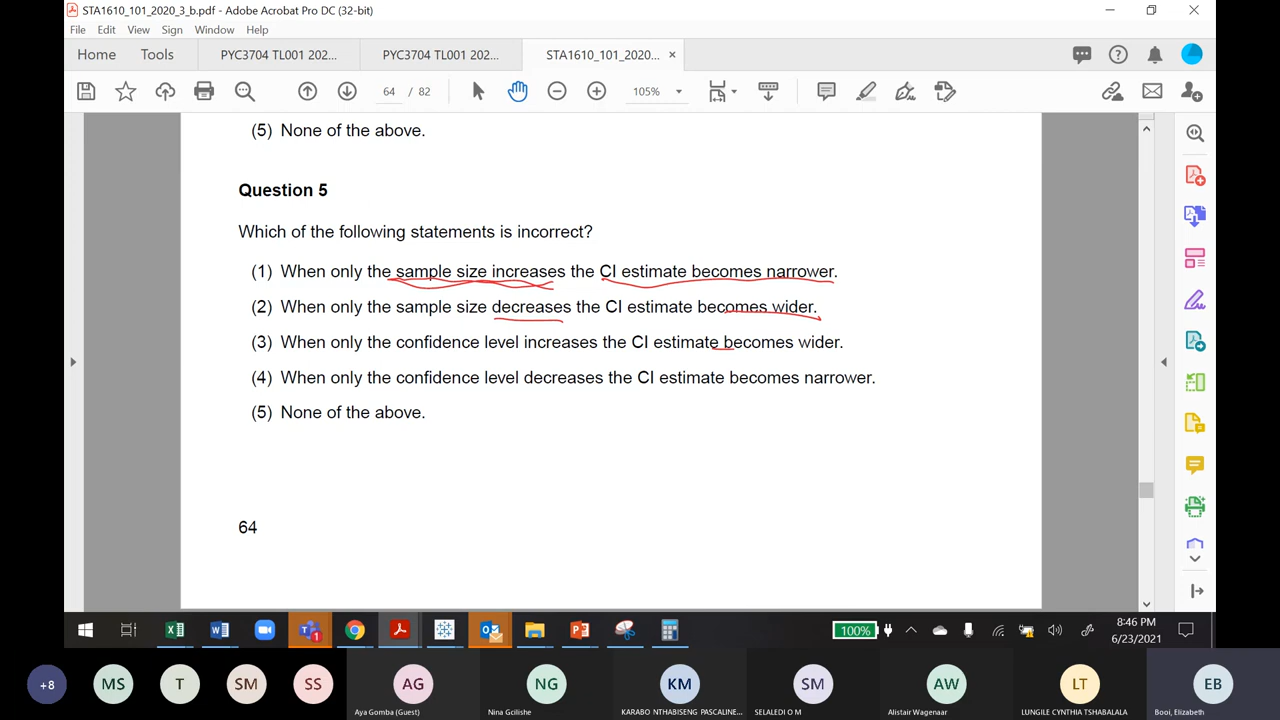 STA1610_101_2020_3_b.pdf - Adobe Acrobat Pro DC (32-bit)
File Edit View Sign Window Help
Home Tools PYC3704 TL001 202... PYC3704 TL001 202... STA1610_101_2020... ×
64 / 82 105%
(5) None of the above.
Question 5
Which of the following statements is incorrect?
(1) When only the sample size increases the CI estimate becomes narrower.
(2) When only the sample size decreases the CI estimate becomes wider.
(3) When only the confidence level increases the CI estimate becomes wider.
(4) When only the confidence level decreases the CI estimate becomes narrower.
(5) None of the above.
64
100% 8:46 PM
6/23/2021
+8 MS T SM SS AG NG KM SM AW LT EB
Aya Gomba (Guest) Nina Gcilishe KARABO NTHABISENG PASCALINE... SELALEDI O M Alistair Wagenaar LUNGILE CYNTHIA TSHABALALA Booi, Elizabeth